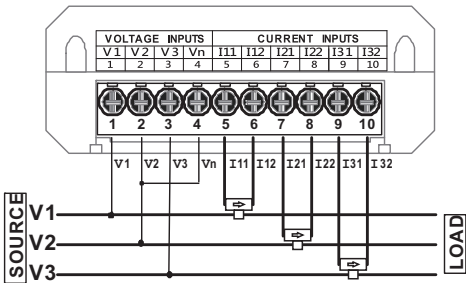 VOLTAGE INPUTS CURRENT INPUTS
V1 V2 V3 Vn I11 I12 I21 I22 I31 I32
1 2 3 4 5 6 7 8 9 10
1 2 3 4 5 6 7 8 9 10
V1 V2 V3 Vn I11 I12 I21 I22 I31 I32
SOURCE
V1
V2
V3
LOAD